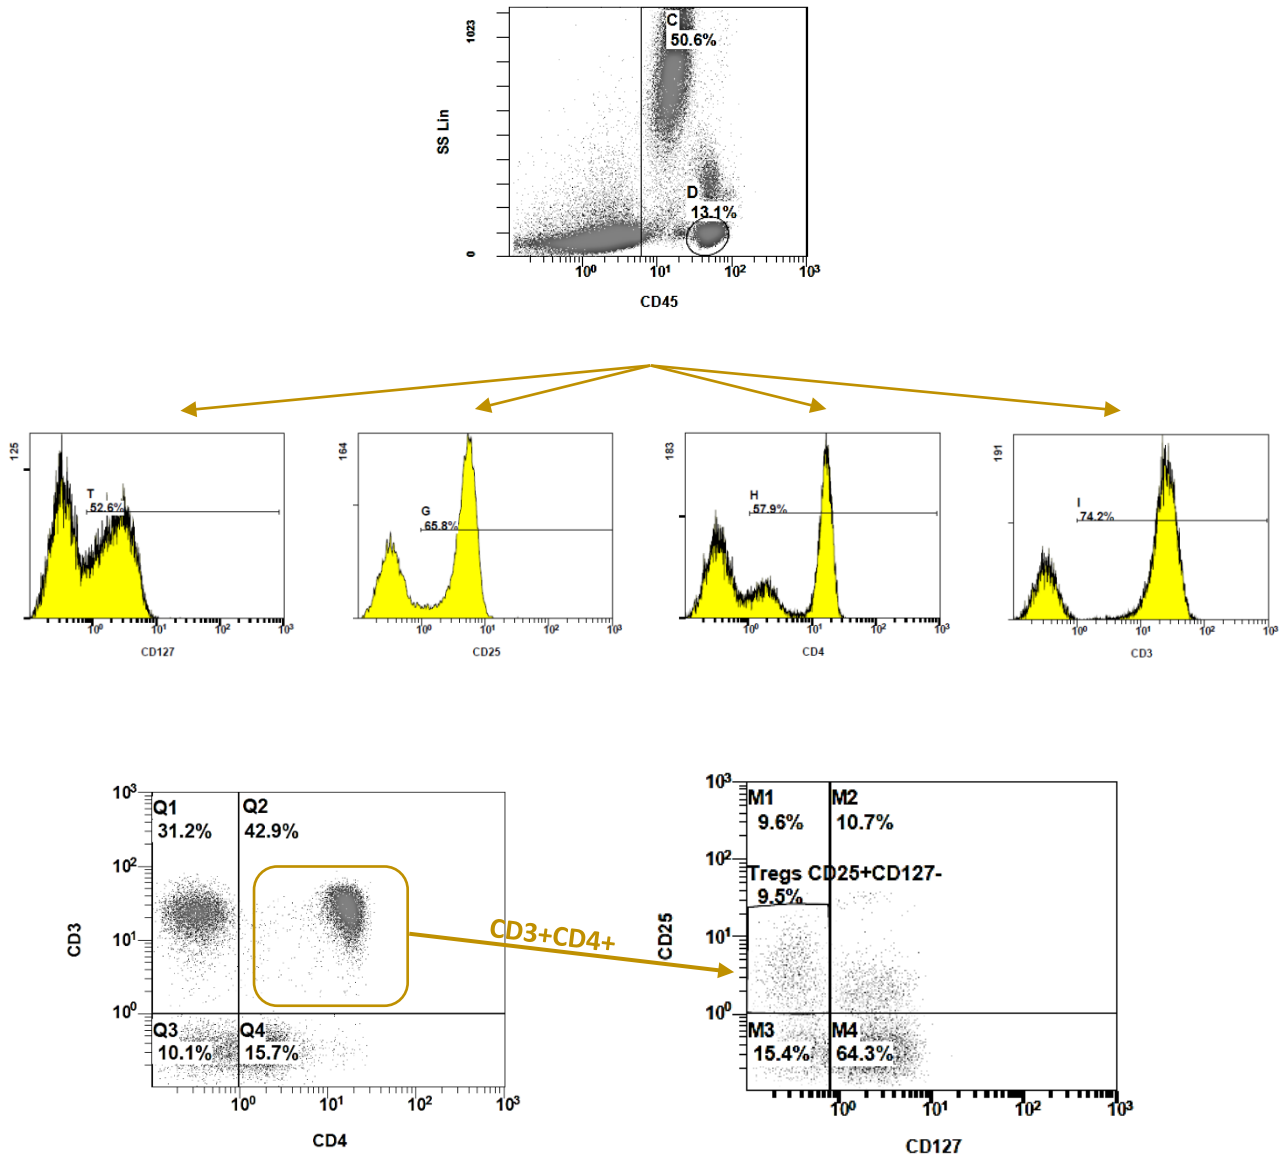 1023
SS Lin
0
C
50.6%
D
13.1%
10⁰ 10¹ 10² 10³
CD45
125
T
52.6%
10⁰ 10¹ 10² 10³
CD127
164
G
65.8%
10⁰ 10¹ 10² 10³
CD25
183
H
57.9%
10⁰ 10¹ 10² 10³
CD4
191
I
74.2%
10⁰ 10¹ 10² 10³
CD3
10³
10²
10¹
10⁰
CD3
Q1
31.2%
Q2
42.9%
Q3
10.1%
Q4
15.7%
10⁰ 10¹ 10² 10³
CD4
CD3+CD4+
10³
10²
10¹
10⁰
CD25
M1
9.6%
M2
10.7%
Tregs CD25+CD127-
9.5%
M3
15.4%
M4
64.3%
10⁰ 10¹ 10² 10³
CD127